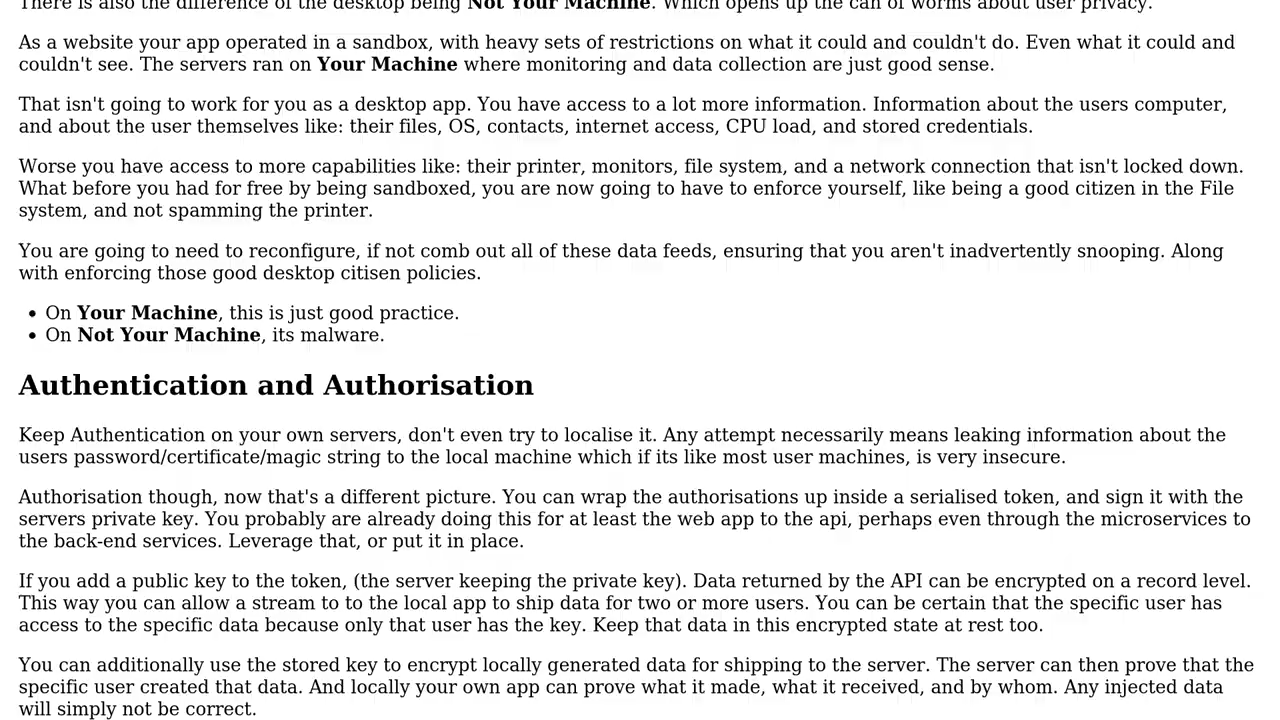 There is also the difference of the desktop being Not Your Machine. Which opens up the can of worms about user privacy.
As a website your app operated in a sandbox, with heavy sets of restrictions on what it could and couldn't do. Even what it could and
couldn't see. The servers ran on Your Machine where monitoring and data collection are just good sense.
That isn't going to work for you as a desktop app. You have access to a lot more information. Information about the users computer,
and about the user themselves like: their files, OS, contacts, internet access, CPU load, and stored credentials.
Worse you have access to more capabilities like: their printer, monitors, file system, and a network connection that isn't locked down.
What before you had for free by being sandboxed, you are now going to have to enforce yourself, like being a good citizen in the File
system, and not spamming the printer.
You are going to need to reconfigure, if not comb out all of these data feeds, ensuring that you aren't inadvertently snooping. Along
with enforcing those good desktop citisen policies.
• On Your Machine, this is just good practice.
• On Not Your Machine, its malware.
Authentication and Authorisation
Keep Authentication on your own servers, don't even try to localise it. Any attempt necessarily means leaking information about the
users password/certificate/magic string to the local machine which if its like most user machines, is very insecure.
Authorisation though, now that's a different picture. You can wrap the authorisations up inside a serialised token, and sign it with the
servers private key. You probably are already doing this for at least the web app to the api, perhaps even through the microservices to
the back-end services. Leverage that, or put it in place.
If you add a public key to the token, (the server keeping the private key). Data returned by the API can be encrypted on a record level.
This way you can allow a stream to to the local app to ship data for two or more users. You can be certain that the specific user has
access to the specific data because only that user has the key. Keep that data in this encrypted state at rest too.
You can additionally use the stored key to encrypt locally generated data for shipping to the server. The server can then prove that the
specific user created that data. And locally your own app can prove what it made, what it received, and by whom. Any injected data
will simply not be correct.